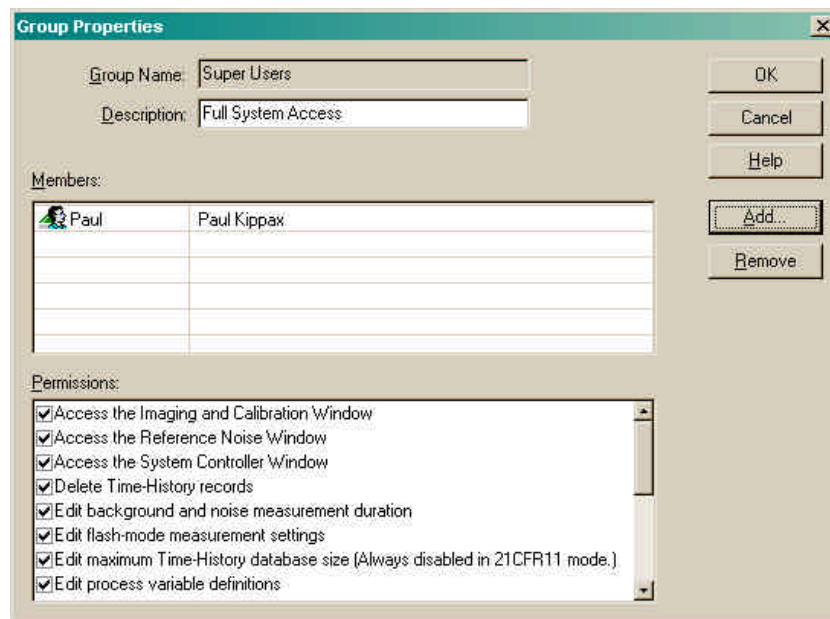 Group Properties
Group Name: Super Users
OK
Description: Full System Access
Cancel
Help
Members:
Paul Paul Kippax
Add...
Remove
Permissions:
Access the Imaging and Calibration Window
Access the Reference Noise Window
Access the System Controller Window
Delete Time-History records
Edit background and noise measurement duration
Edit flash-mode measurement settings
Edit maximum Time-History database size (Always disabled in 21CFR11 mode.)
Edit process variable definitions